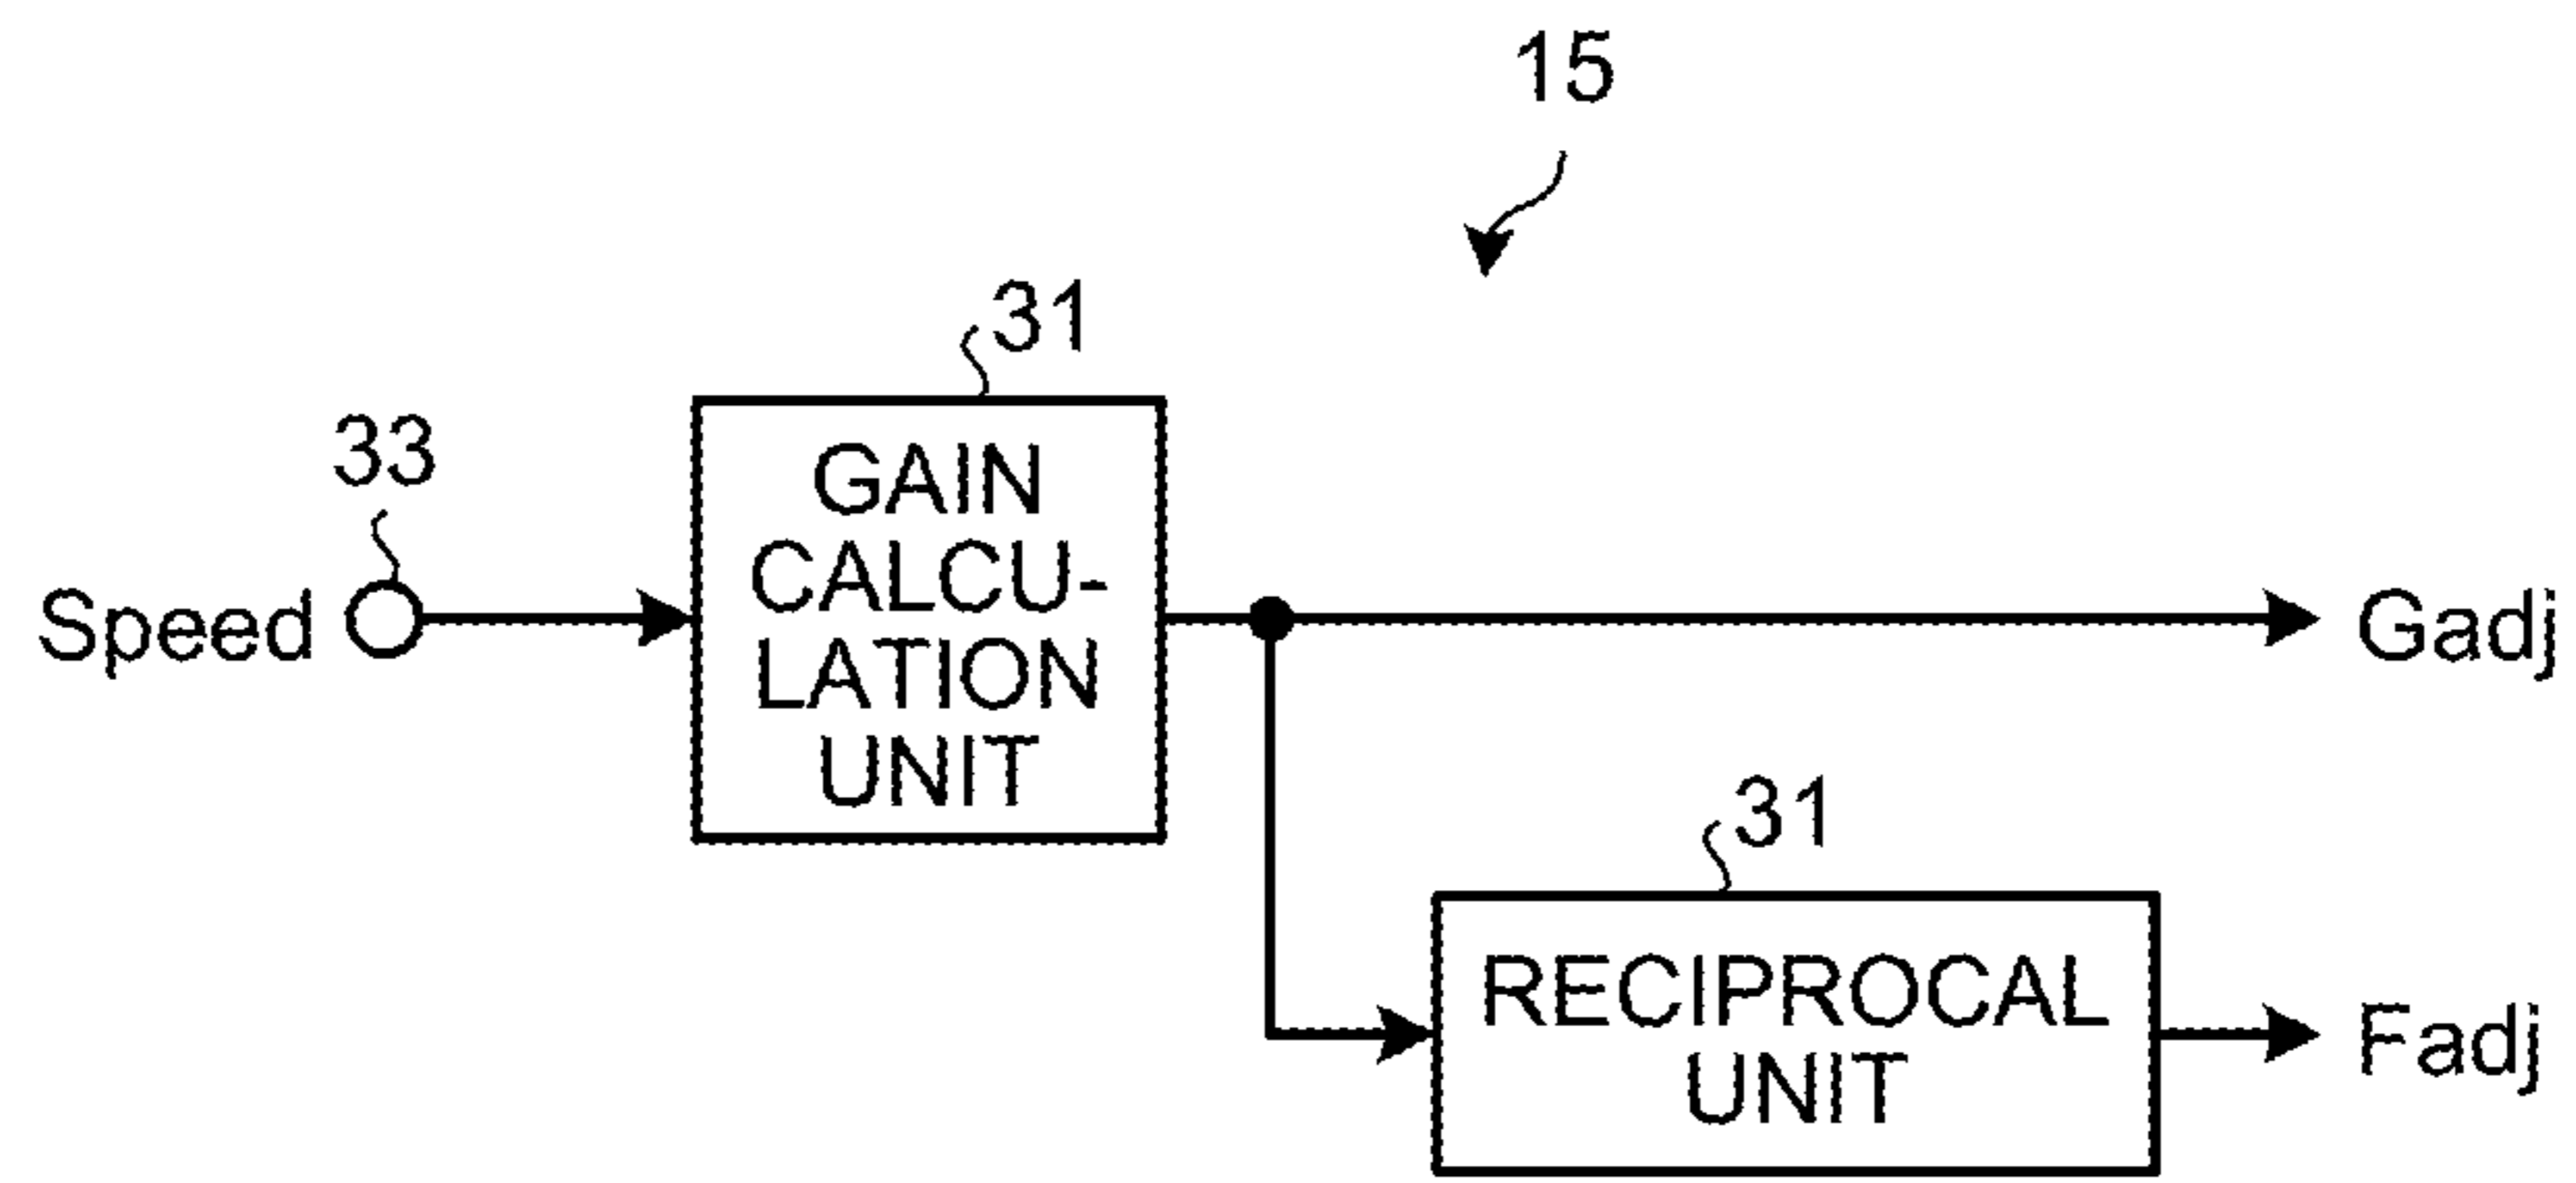 15
31
33
GAIN
CALCU-
LATION
UNIT
Speed
Gadj
31
RECIPROCAL
UNIT
Fadj